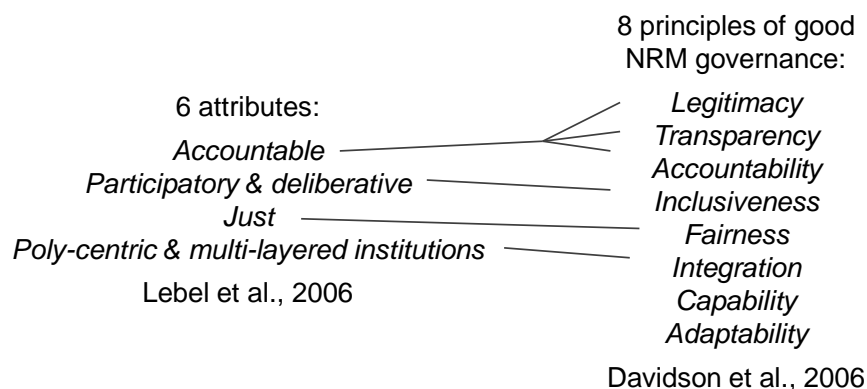 6 attributes:
Accountable
Participatory & deliberative
Just
Poly-centric & multi-layered institutions
Lebel et al., 2006
8 principles of good
NRM governance:
Legitimacy
Transparency
Accountability
Inclusiveness
Fairness
Integration
Capability
Adaptability
Davidson et al., 2006